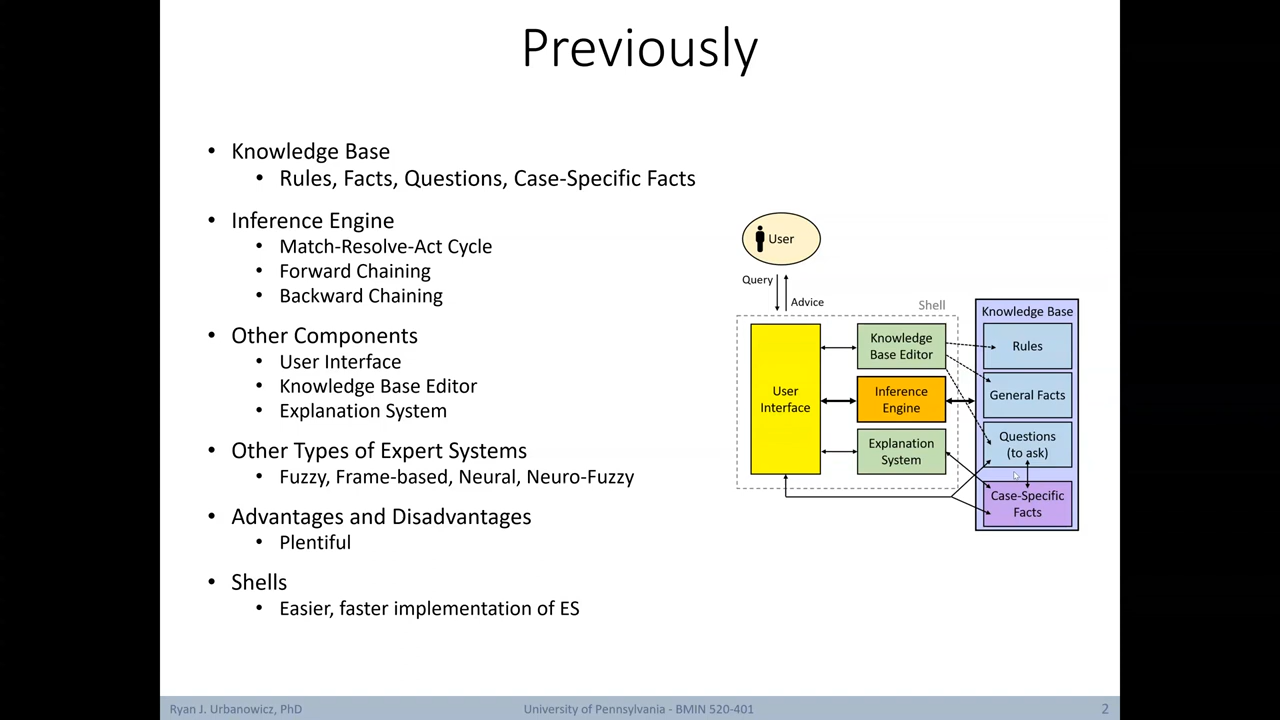 Previously
• Knowledge Base
• Rules, Facts, Questions, Case-Specific Facts
• Inference Engine
• Match-Resolve-Act Cycle
• Forward Chaining
• Backward Chaining
• Other Components
• User Interface
• Knowledge Base Editor
• Explanation System
• Other Types of Expert Systems
• Fuzzy, Frame-based, Neural, Neuro-Fuzzy
• Advantages and Disadvantages
• Plentiful
• Shells
• Easier, faster implementation of ES
User
Query
Advice
Shell
User
Interface
Knowledge
Base Editor
Inference
Engine
Explanation
System
Knowledge Base
Rules
General Facts
Questions
(to ask)
Case-Specific
Facts
Ryan J. Urbanowicz, PhD
University of Pennsylvania - BMIN 520-401
2